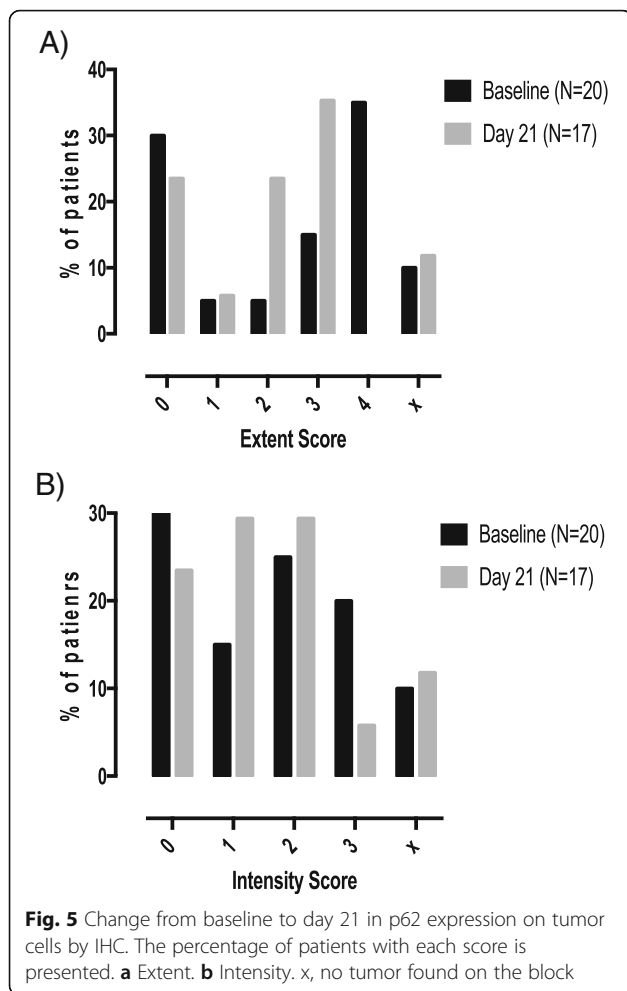 A)
40
30
20
10
0
% of patients
Baseline (N=20)
Day 21 (N=17)
0 1 2 3 4 x
Extent Score
B)
30
20
10
0
% of patienrs
Baseline (N=20)
Day 21 (N=17)
0 1 2 3 x
Intensity Score
Fig. 5 Change from baseline to day 21 in p62 expression on tumor
cells by IHC. The percentage of patients with each score is
presented. a Extent. b Intensity. x, no tumor found on the block